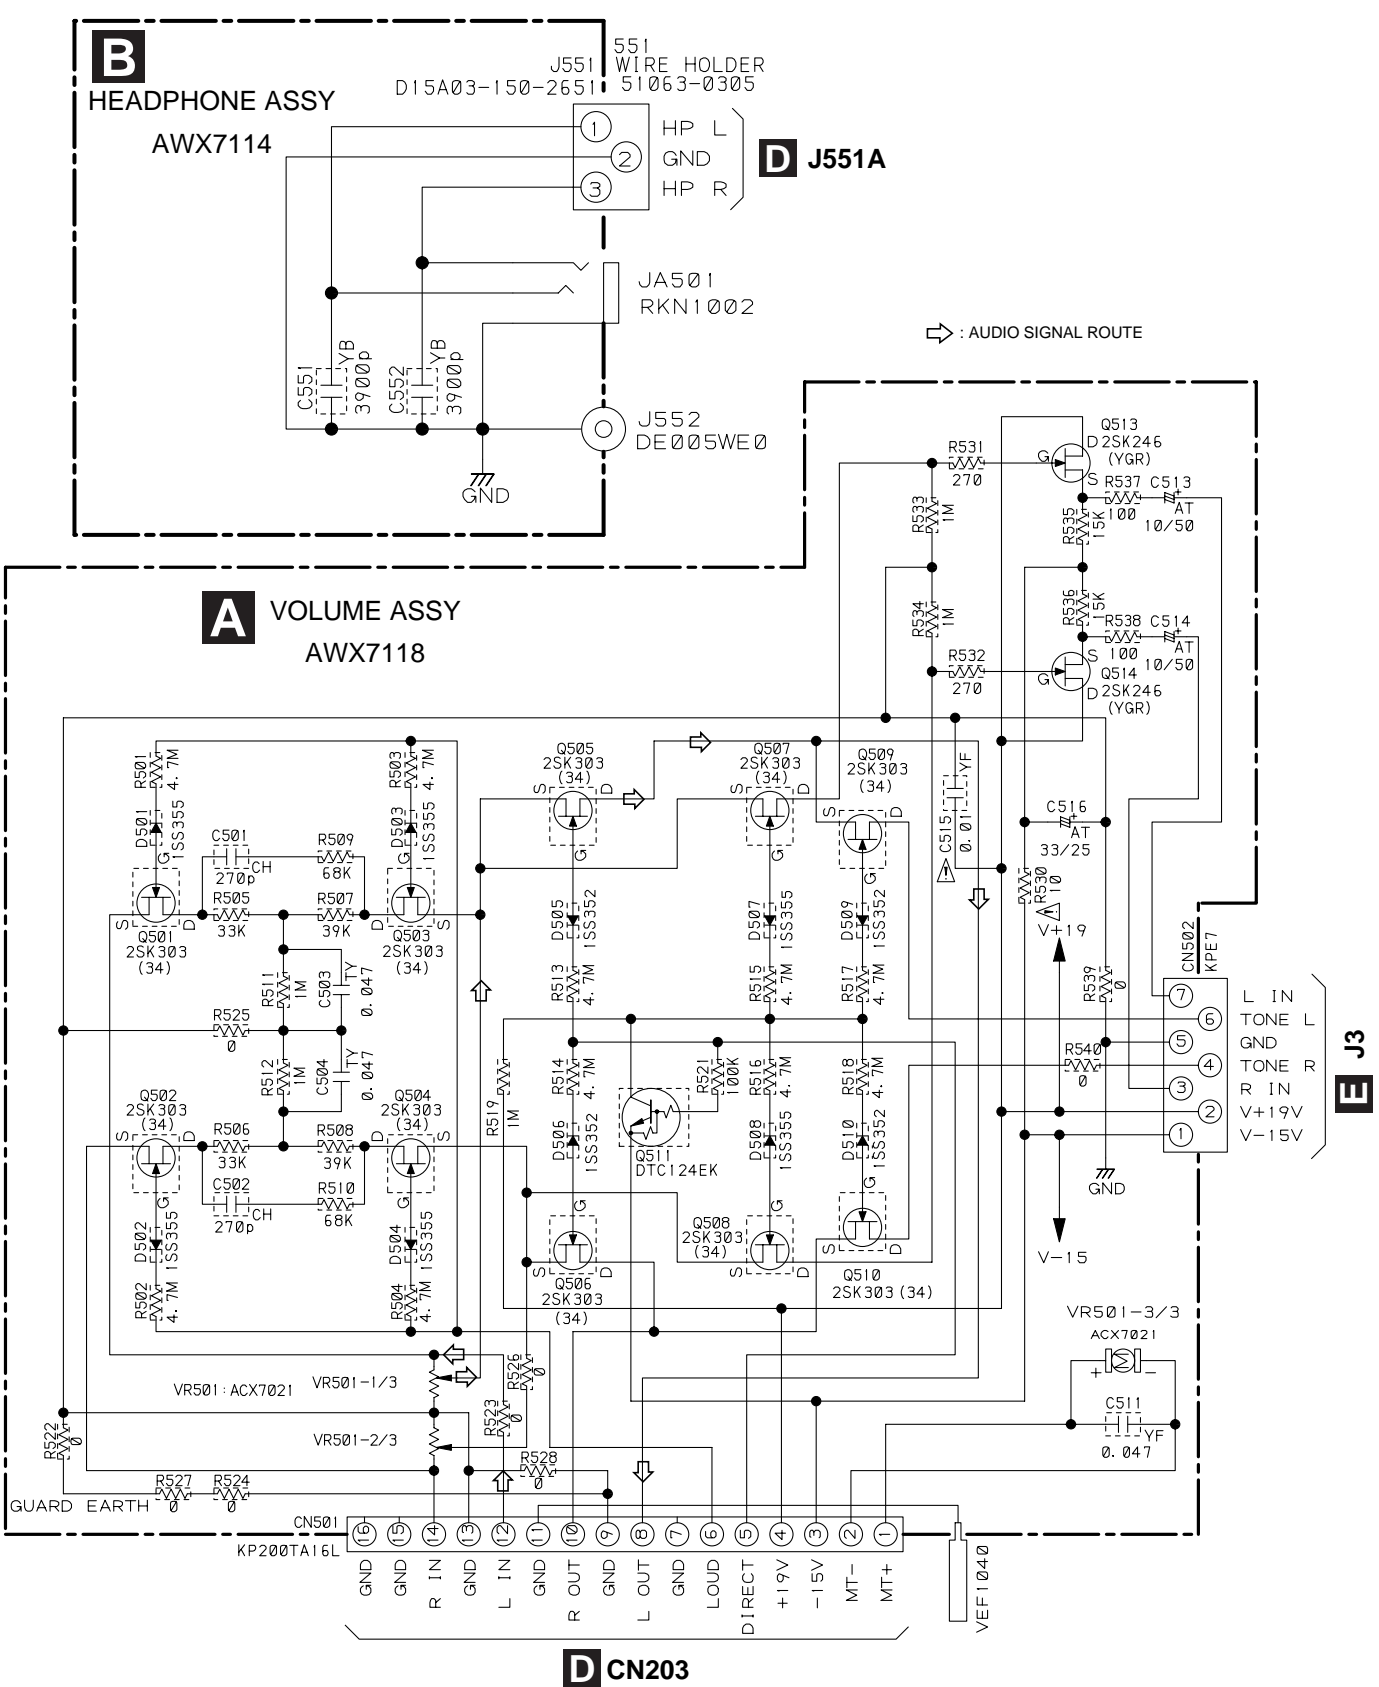 B
HEADPHONE ASSY
AWX7114
J551
D15A03-150-2651
551
WIRE HOLDER
51063-0305
1
HP L
2
GND
3
HP R
D J551A
JA501
RKN1002
C551
YB
3900p
C552
YB
3900p
J552
DE005WE0
GND
: AUDIO SIGNAL ROUTE
A
VOLUME ASSY
AWX7118
Q513
2SK246
(YGR)
D
G
S
R531
270
R533
1M
R537
100
C513
AT
10/50
R535
15K
R534
1M
R536
15K
R538
100
C514
AT
10/50
R532
270
S
G
D
Q514
2SK246
(YGR)
R501
4.7M
D501
1SS355
G
S
D
Q501
2SK303
(34)
C501
CH
270p
R509
68K
R505
33K
R507
39K
R503
4.7M
D503
1SS355
G
D
S
Q503
2SK303
(34)
R511
1M
C503
TY
0.047
R525
0
R512
1M
C504
TY
0.047
Q502
2SK303
(34)
S
D
G
Q504
2SK303
(34)
D
S
G
R506
33K
R508
39K
C502
CH
270p
R510
68K
D502
1SS355
R502
4.7M
D504
1SS355
R504
4.7M
Q505
2SK303
(34)
S
D
G
Q507
2SK303
(34)
S
D
G
Q509
2SK303
(34)
S
D
G
C515
YF
0.01
C516
AT
33/25
R530
10
V+19
D505
1SS352
D507
1SS355
D509
1SS352
R513
4.7M
R515
4.7M
R517
4.7M
R519
1M
R514
4.7M
R521
100K
R516
4.7M
R518
4.7M
D506
1SS352
Q511
DTC124EK
D508
1SS355
D510
1SS352
G
S
D
Q506
2SK303
(34)
Q508
2SK303
(34)
G
S
D
G
S
D
Q510
2SK303(34)
R539
0
R540
0
CN502
KPE7
7
L IN
6
TONE L
5
GND
4
TONE R
3
R IN
2
V+19V
1
V-15V
E J3
GND
V-15
VR501-3/3
ACX7021
+
M
-
C511
YF
0.047
VR501:ACX7021
VR501-1/3
VR501-2/3
R526
0
R523
0
R528
0
R522
0
R527
0
R524
0
GUARD EARTH
CN501
KP200TA16L
16
15
14
13
12
11
10
9
8
7
6
5
4
3
2
1
GND
GND
R IN
GND
L IN
GND
R OUT
GND
L OUT
GND
LOUD
DIRECT
+19V
-15V
MT-
MT+
VEF1040
D CN203